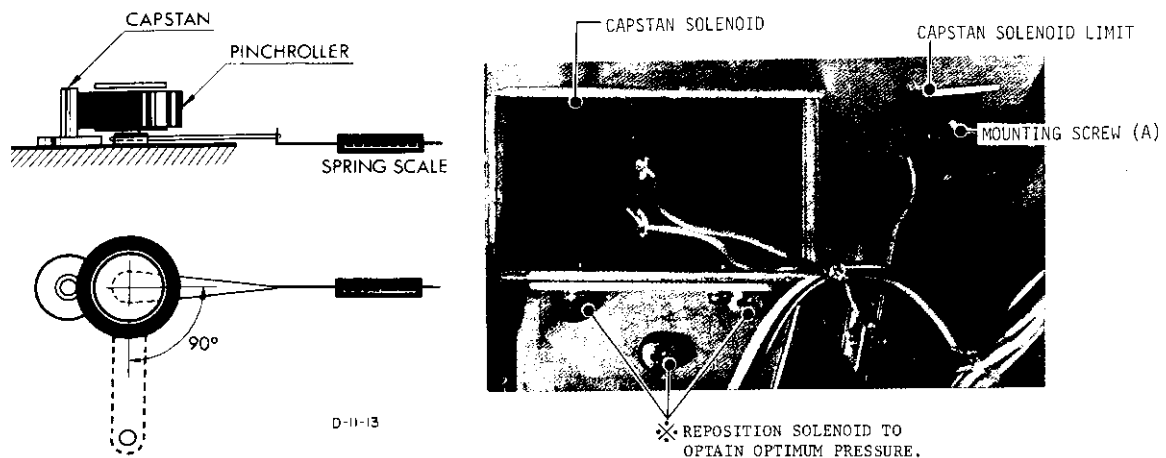 CAPSTAN
PINCHROLLER
SPRING SCALE
90°
D-11-13
CAPSTAN SOLENOID
CAPSTAN SOLENOID LIMIT
MOUNTING SCREW (A)
※ REPOSITION SOLENOID TO
OPTAIN OPTIMUM PRESSURE.